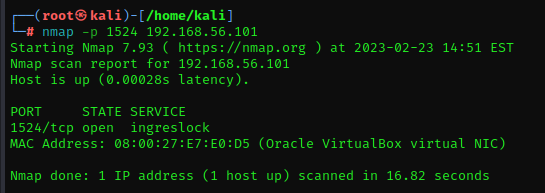 ┌──(root㉿kali)-[/home/kali]
└─# nmap -p 1524 192.168.56.101
Starting Nmap 7.93 ( https://nmap.org ) at 2023-02-23 14:51 EST
Nmap scan report for 192.168.56.101
Host is up (0.00028s latency).

PORT     STATE SERVICE
1524/tcp open  ingreslock
MAC Address: 08:00:27:E7:E0:D5 (Oracle VirtualBox virtual NIC)

Nmap done: 1 IP address (1 host up) scanned in 16.82 seconds